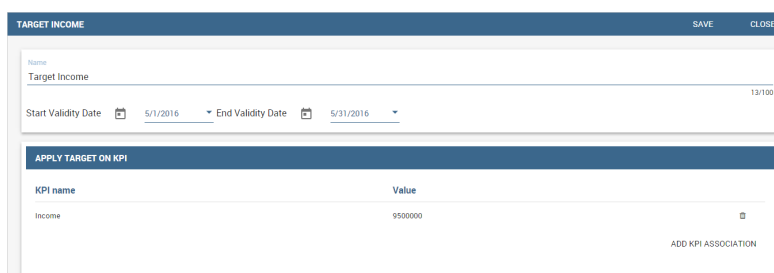 TARGET INCOME SAVE CLOSE
Name
Target Income
13/100
Start Validity Date 5/1/2016 End Validity Date 5/31/2016
APPLY TARGET ON KPI
KPI name Value
Income 9500000
ADD KPI ASSOCIATION